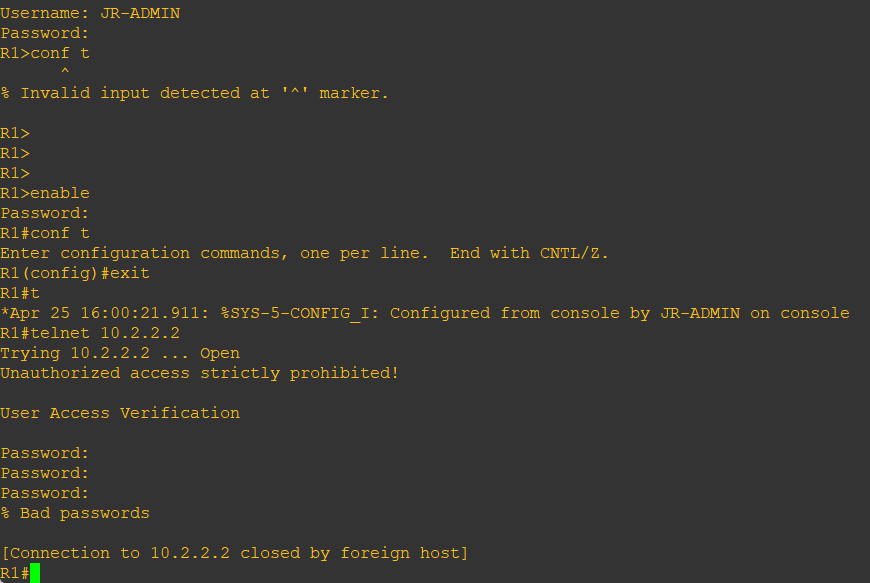 Username: JR-ADMIN
Password:
R1>conf t
^
% Invalid input detected at '^' marker.
R1>
R1>
R1>
R1>enable
Password:
R1#conf t
Enter configuration commands, one per line.  End with CNTL/Z.
R1(config)#exit
R1#t
*Apr 25 16:00:21.911: %SYS-5-CONFIG_I: Configured from console by JR-ADMIN on console
R1#telnet 10.2.2.2
Trying 10.2.2.2 ... Open
Unauthorized access strictly prohibited!
User Access Verification
Password:
Password:
Password:
% Bad passwords
[Connection to 10.2.2.2 closed by foreign host]
R1#